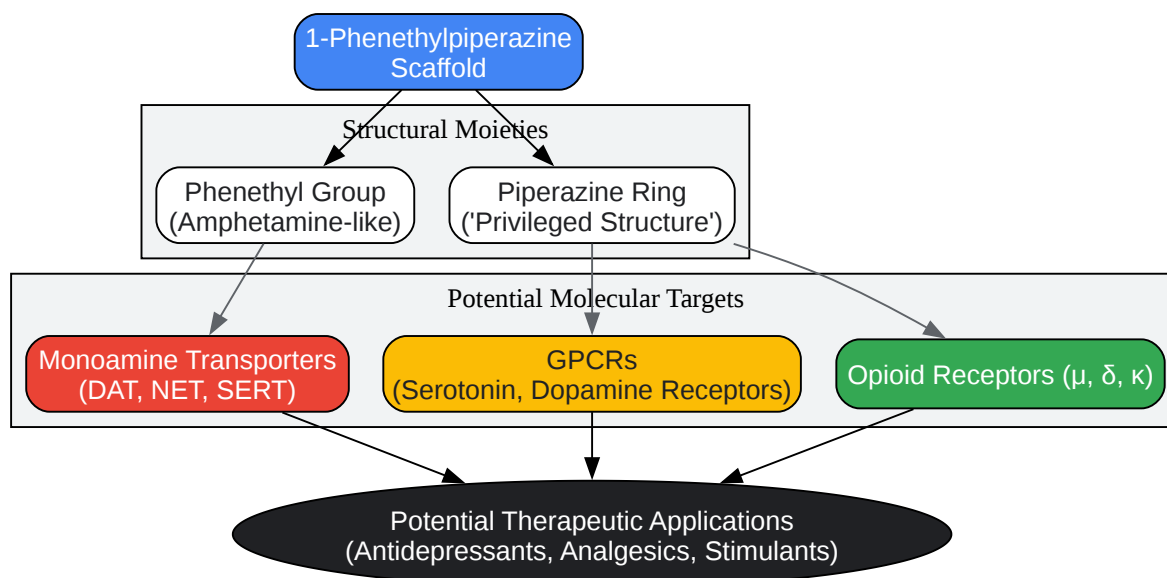 1-Phenethylpiperazine
Scaffold
Structural Moieties
Phenethyl Group
(Amphetamine-like)
Piperazine Ring
('Privileged Structure')
Potential Molecular Targets
Monoamine Transporters
(DAT, NET, SERT)
GPCRs
(Serotonin, Dopamine Receptors)
Opioid Receptors (μ, δ, κ)
Potential Therapeutic Applications
(Antidepressants, Analgesics, Stimulants)